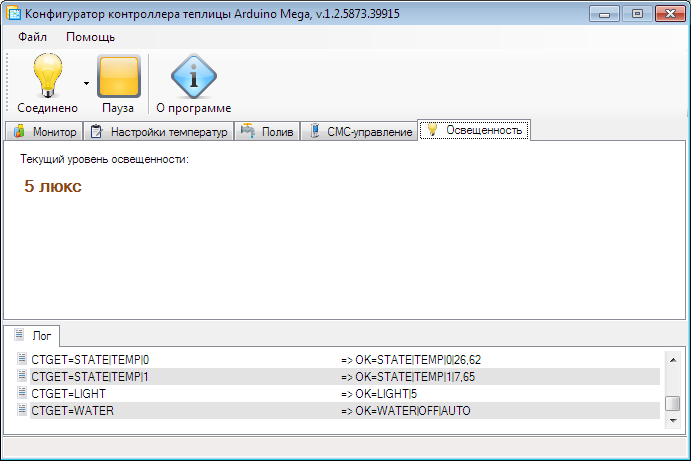 Конфигуратор контроллера теплицы Arduino Mega, v.1.2.5873.39915
Файл Помощь
Соединено Пауза О программе
Монитор Настройки температур Полив СМС-управление Освещенность
Текущий уровень освещенности:
5 люкс
Лог
CTGET=STATE|TEMP|0 => OK=STATE|TEMP|0|26,62
CTGET=STATE|TEMP|1 => OK=STATE|TEMP|1|7,65
CTGET=LIGHT => OK=LIGHT|5
CTGET=WATER => OK=WATER|OFF|AUTO